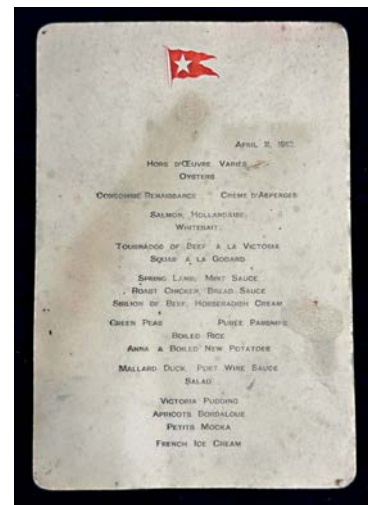 April 11, 1912.
Hors d'Œuvre Variés
Oysters
Consommé Renaissance Crème d'Asperges
Salmon, Hollandaise
Whitebait
Tournados of Beef à la Victoria
Squab à la Godard
Spring Lamb, Mint Sauce
Roast Chicken, Bread Sauce
Sirloin of Beef, Horseradish Cream
Green Peas Purée Parsnips
Boiled Rice
Anna & Boiled New Potatoes
Mallard Duck, Port Wine Sauce
Salad
Victoria Pudding
Apricots Bordaloue
Petits Mocka
French Ice Cream